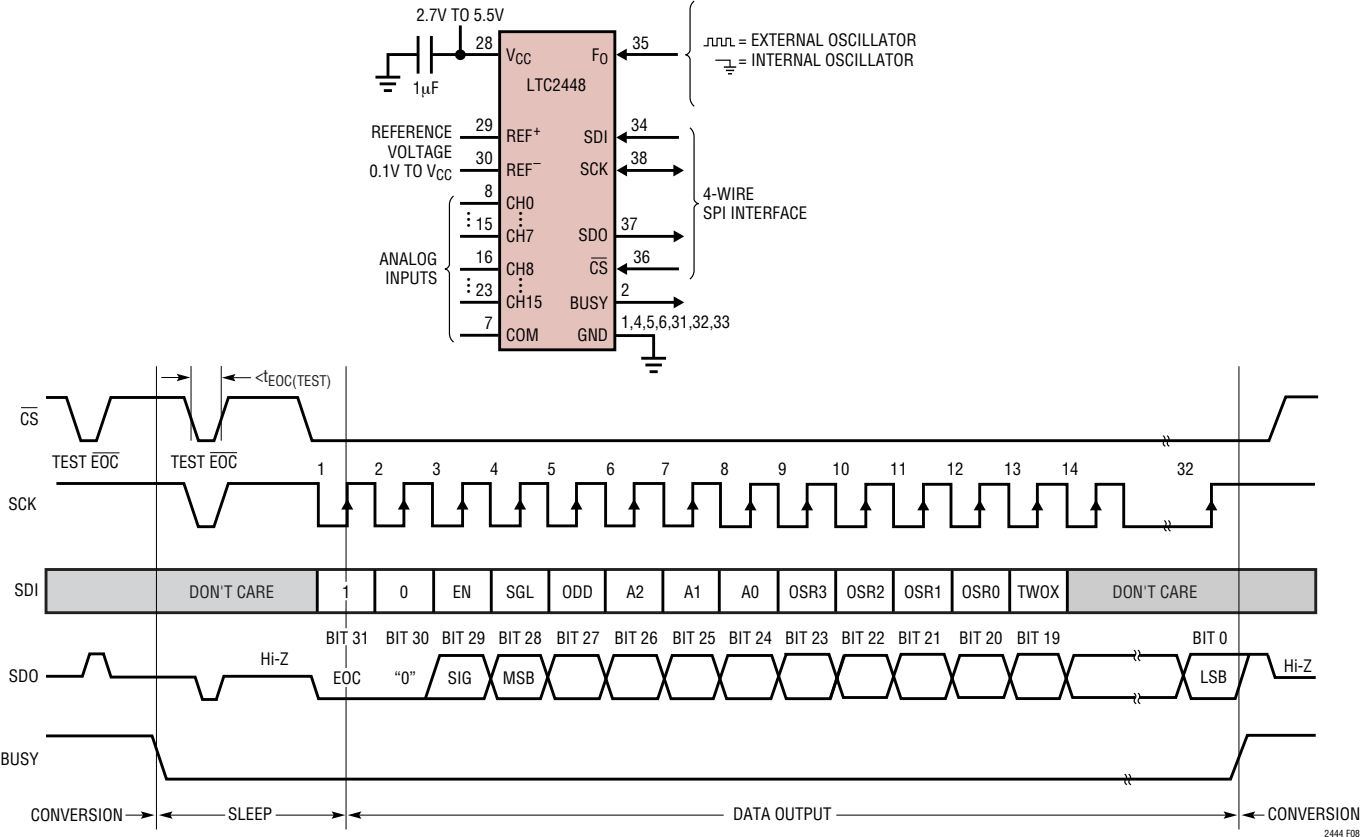 2.7V TO 5.5V
1µF
28 VCC
FO 35
= EXTERNAL OSCILLATOR
= INTERNAL OSCILLATOR
LTC2448
REFERENCE
VOLTAGE
0.1V TO VCC
29 REF+
30 REF–
SDI 34
SCK 38
4-WIRE
SPI INTERFACE
8 CH0
15 CH7
SDO 37
ANALOG
INPUTS
16 CH8
CS 36
23 CH15
BUSY 2
7 COM
GND 1,4,5,6,31,32,33
<tEOC(TEST)
CS
TEST EOC
TEST EOC
1 2 3 4 5 6 7 8 9 10 11 12 13 14 32
SCK
SDI DON'T CARE 1 0 EN SGL ODD A2 A1 A0 OSR3 OSR2 OSR1 OSR0 TWOX DON'T CARE
BIT 31 BIT 30 BIT 29 BIT 28 BIT 27 BIT 26 BIT 25 BIT 24 BIT 23 BIT 22 BIT 21 BIT 20 BIT 19 BIT 0
SDO Hi-Z EOC “0” SIG MSB LSB Hi-Z
BUSY
CONVERSION SLEEP DATA OUTPUT CONVERSION
2444 F08